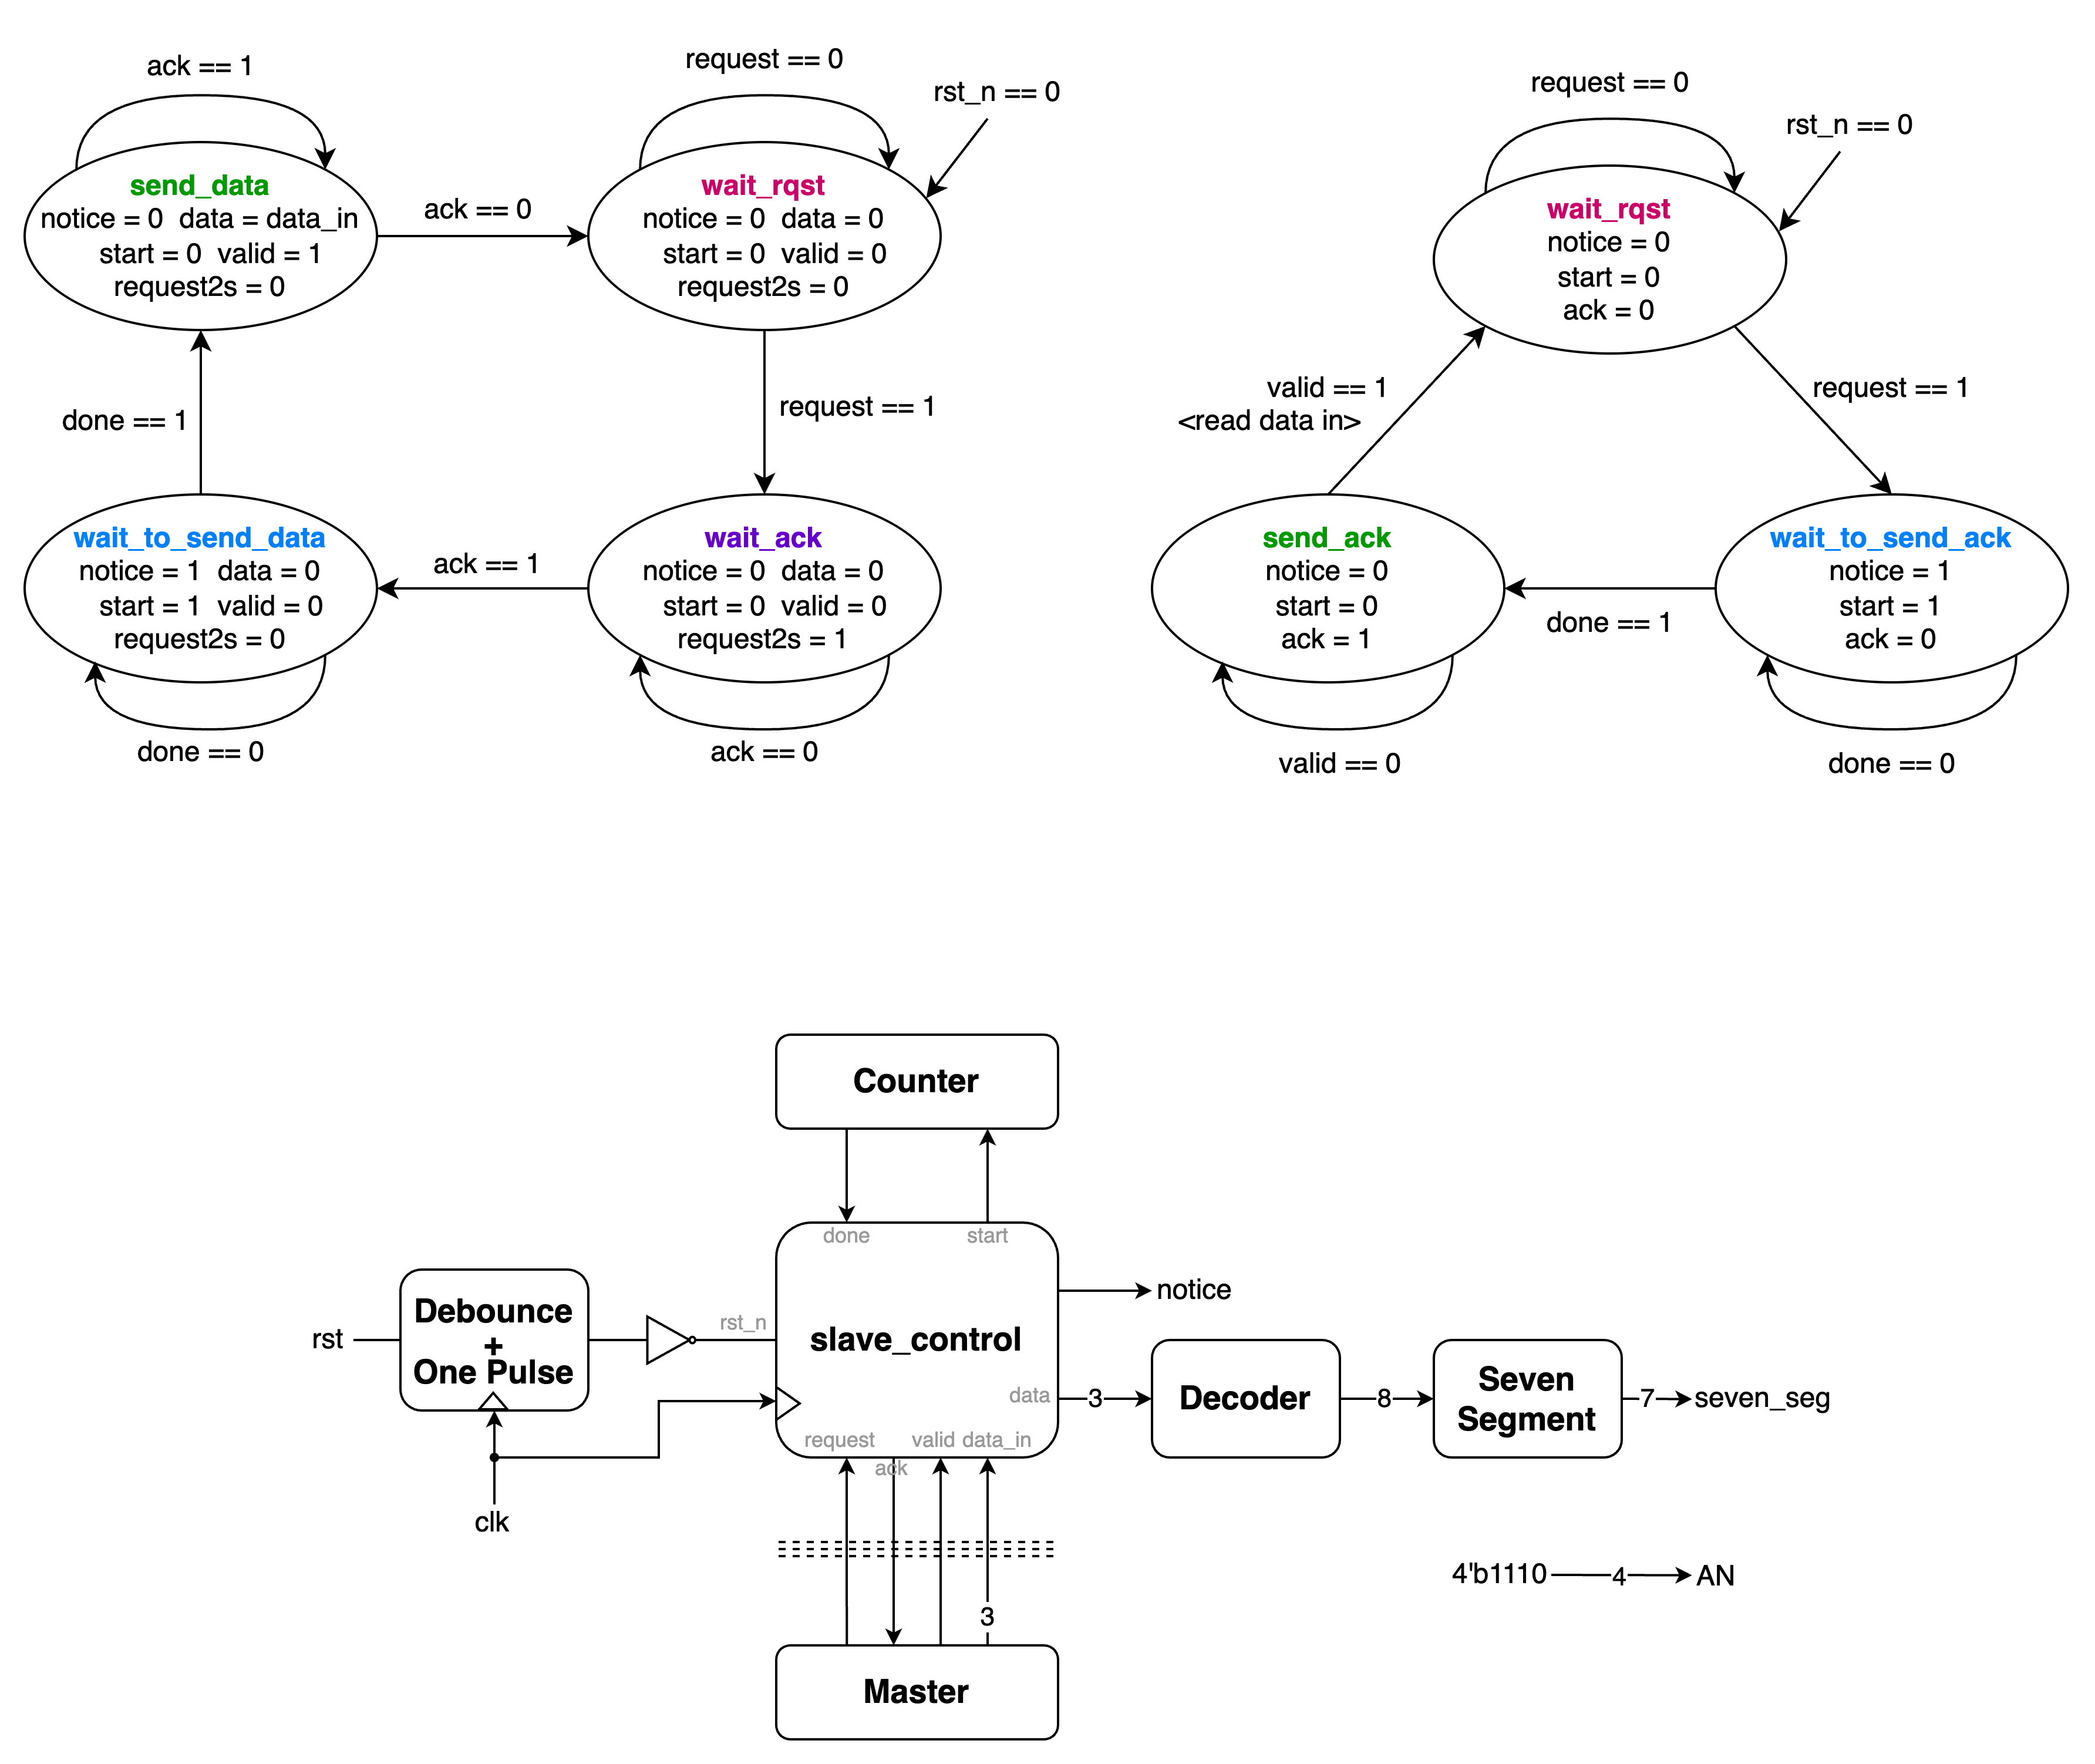 ack == 1
send_data
notice = 0  data = data_in
start = 0  valid = 1
request2s = 0
ack == 0
request == 0
rst_n == 0
wait_rqst
notice = 0  data = 0
start = 0  valid = 0
request2s = 0
done == 1
request == 1
wait_to_send_data
notice = 1  data = 0
start = 1  valid = 0
request2s = 0
done == 0
ack == 1
wait_ack
notice = 0  data = 0
start = 0  valid = 0
request2s = 1
ack == 0
request == 0
rst_n == 0
wait_rqst
notice = 0
start = 0
ack = 0
valid == 1
<read data in>
request == 1
send_ack
notice = 0
start = 0
ack = 1
valid == 0
done == 1
wait_to_send_ack
notice = 1
start = 1
ack = 0
done == 0
Counter
done
start
rst
Debounce
+
One Pulse
rst_n
slave_control
notice
data
3
Decoder
8
Seven
Segment
7
seven_seg
request
ack
valid
data_in
clk
3
Master
4'b1110
4
AN